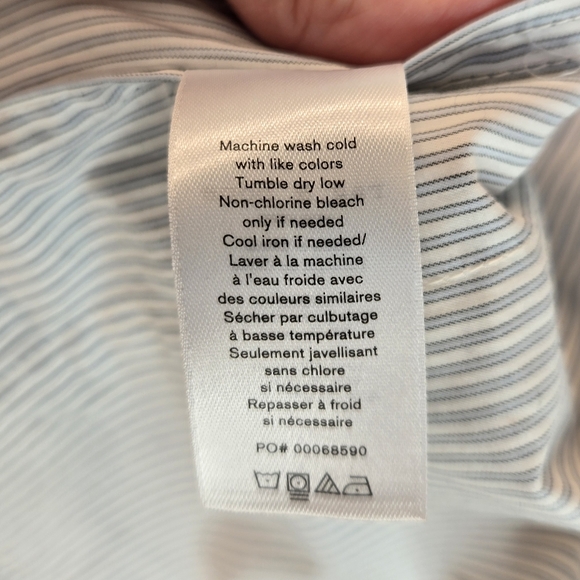 Machine wash cold
with like colors
Tumble dry low
Non-chlorine bleach
only if needed
Cool iron if needed/
Laver à la machine
à l'eau froide avec
des couleurs similaires
Sécher par culbutage
à basse température
Seulement javellisant
sans chlore
si nécessaire
Repasser à froid
si nécessaire
PO# 00068590